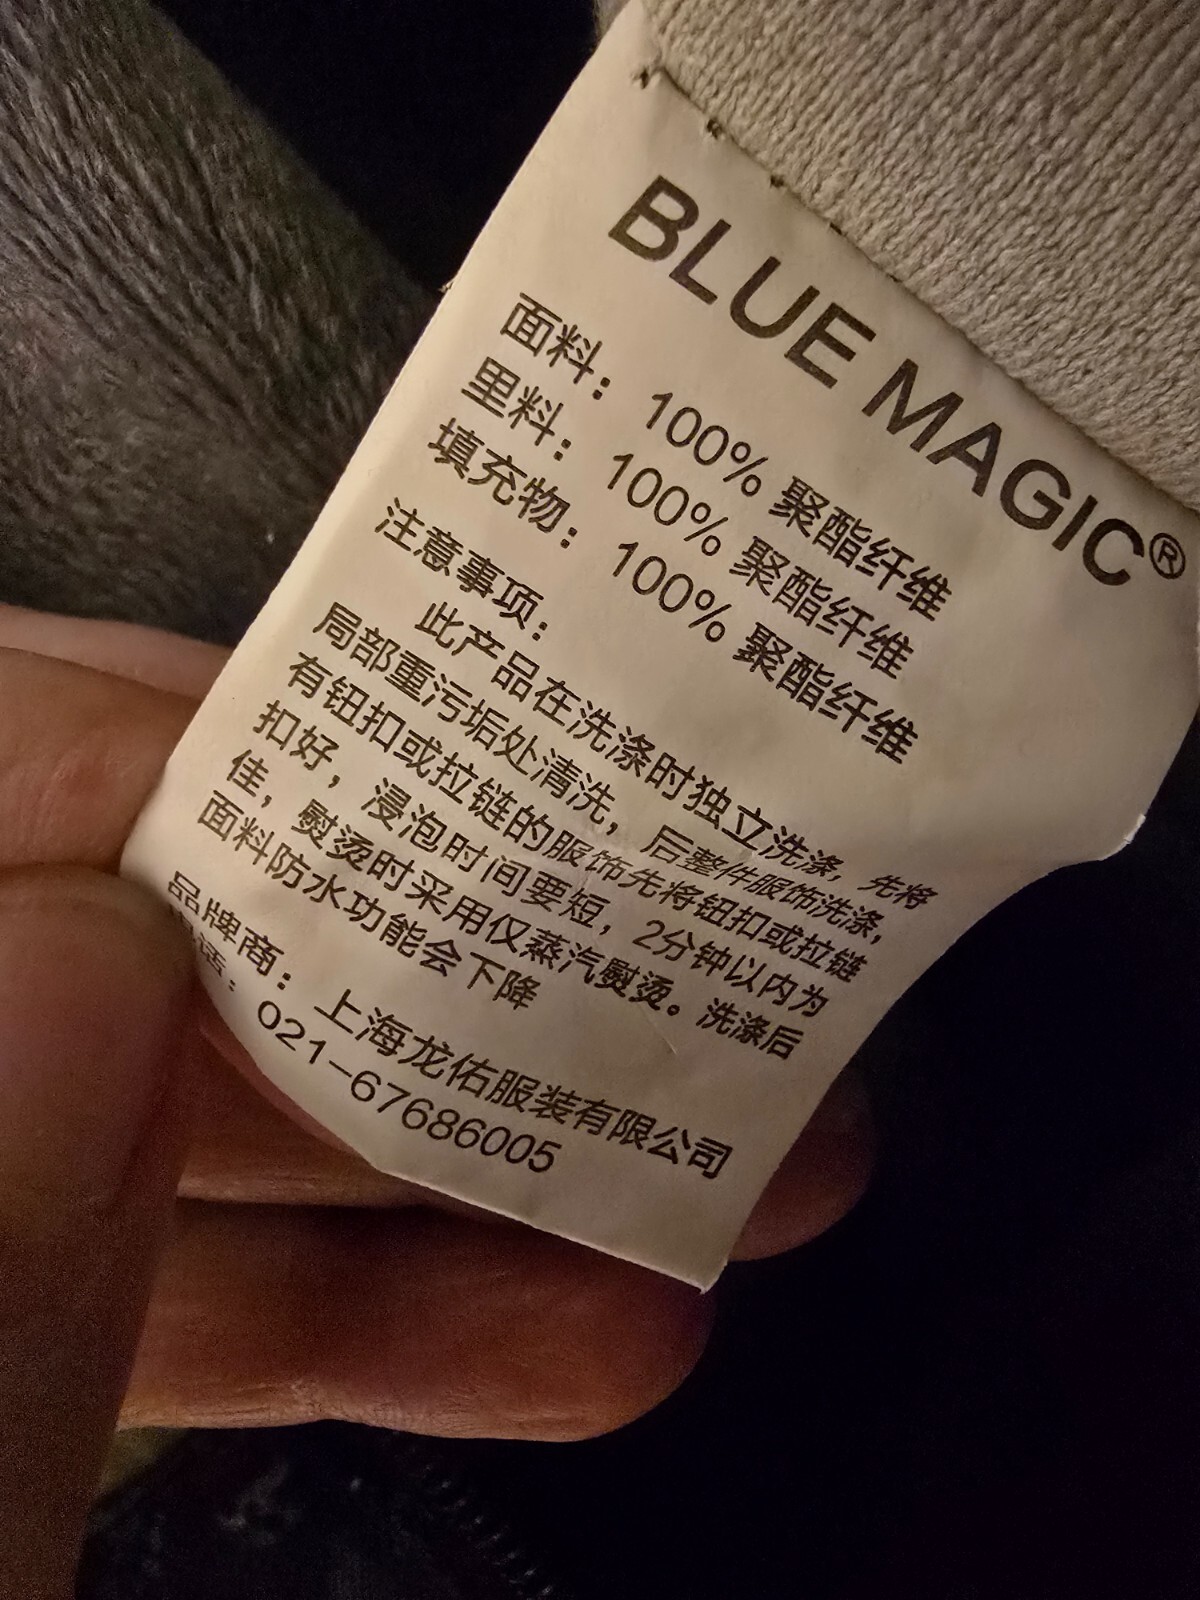 BLUE MAGIC®
面料：100% 聚酯纤维
里料：100% 聚酯纤维
填充物：100% 聚酯纤维
注意事项：
此产品在洗涤时独立洗涤，先将
局部重污垢处清洗，后整件服饰洗涤，
有钮扣或拉链的服饰先将钮扣或拉链
扣好，浸泡时间要短，2分钟以内为
佳，熨烫时采用仅蒸汽熨烫。洗涤后
面料防水功能会下降
品牌商：上海龙佑服装有限公司
话：021-67686005